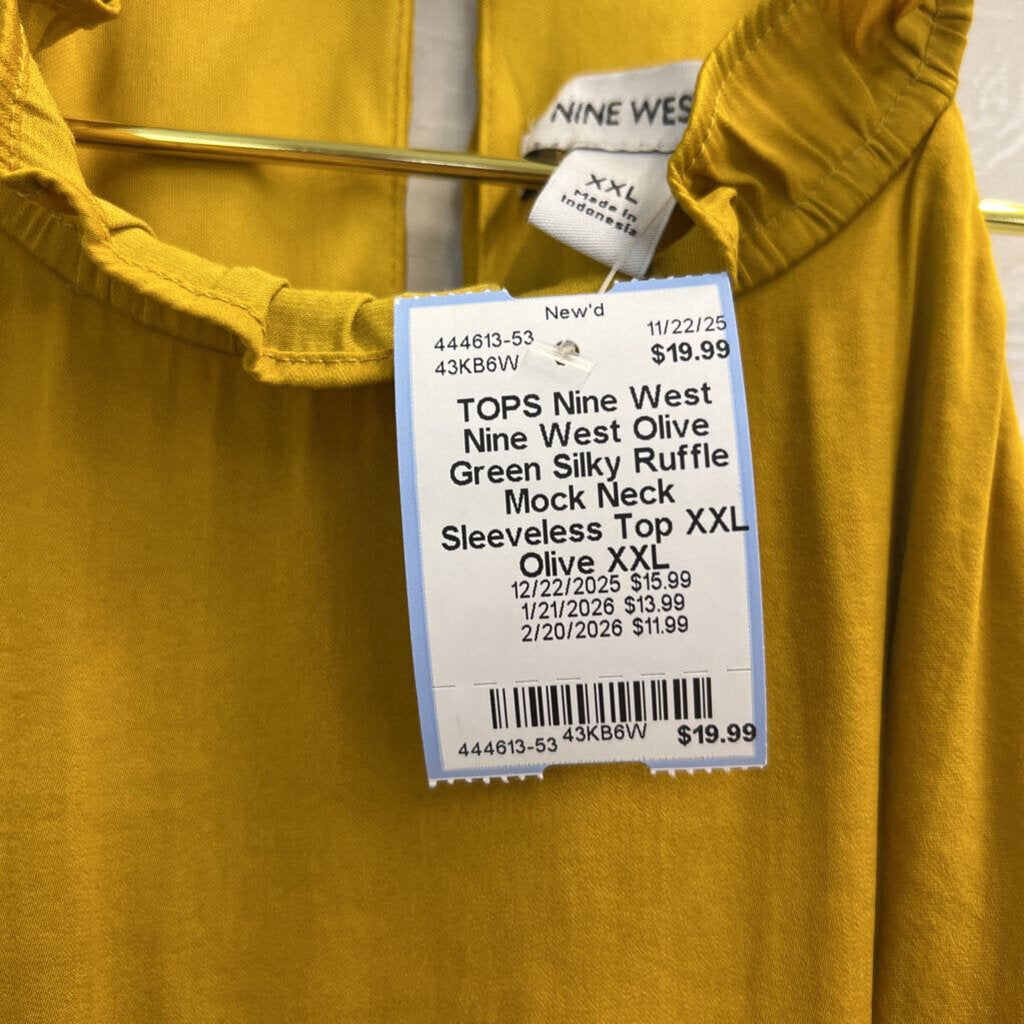 NINE WES
XXL
Made in
Indonesia
New'd
444613-53 11/22/25
43KB6W $19.99
TOPS Nine West
Nine West Olive
Green Silky Ruffle
Mock Neck
Sleeveless Top XXL
Olive XXL
12/22/2025 $15.99
1/21/2026 $13.99
2/20/2026 $11.99
444613-53 43KB6W $19.99